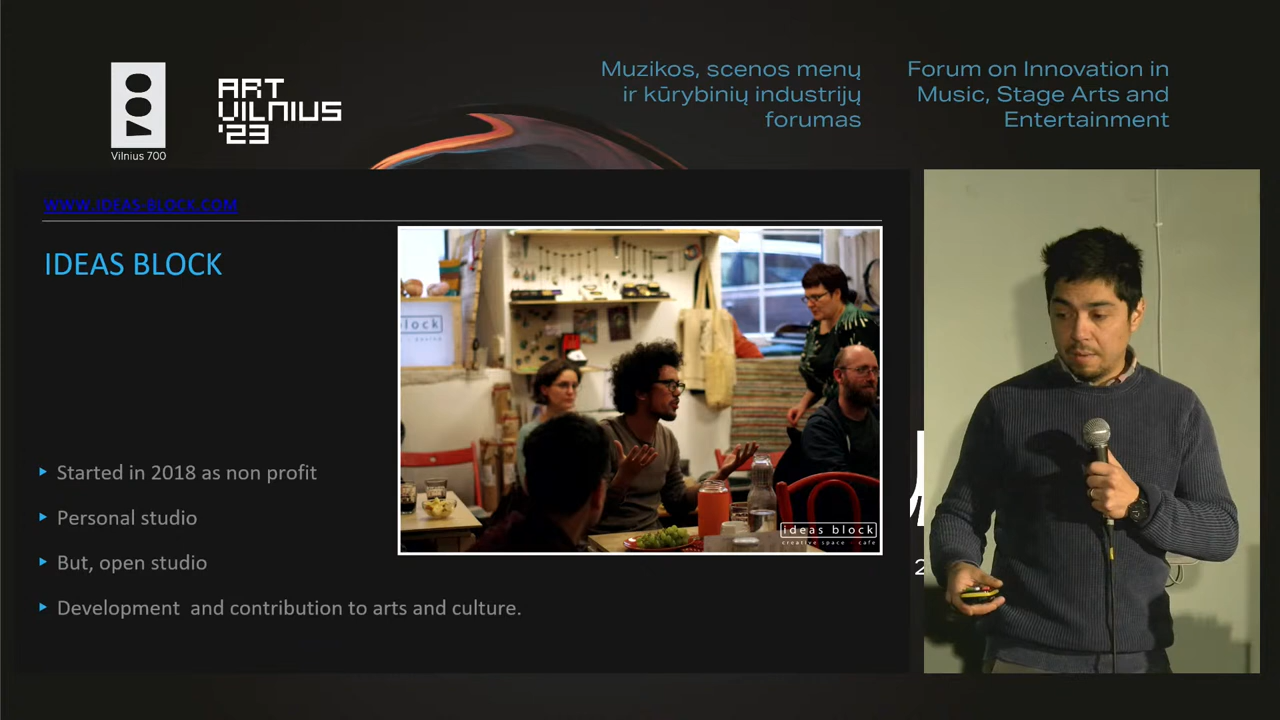 Vilnius 700
ART
VILNIUS
'23
Muzikos, scenos menų
ir kūrybinių industrijų
forumas
Forum on Innovation in
Music, Stage Arts and
Entertainment
WWW.IDEAS-BLOCK.COM
IDEAS BLOCK
block
ideas block
creative space - cafe
Started in 2018 as non profit
Personal studio
But, open studio
Development and contribution to arts and culture.
2